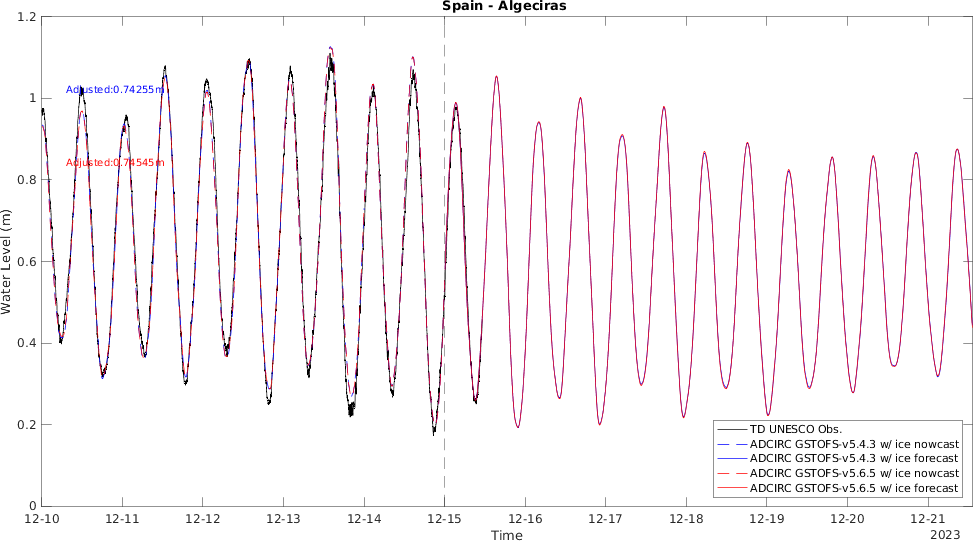 Spain - Algeciras
1.2
1
0.8
0.6
0.4
0.2
0
Water Level (m)
Adjusted:0.74255m
Adjusted:0.74545m
TD UNESCO Obs.
ADCIRC GSTOFS-v5.4.3 w/ ice nowcast
ADCIRC GSTOFS-v5.4.3 w/ ice forecast
ADCIRC GSTOFS-v5.6.5 w/ ice nowcast
ADCIRC GSTOFS-v5.6.5 w/ ice forecast
12-10 12-11 12-12 12-13 12-14 12-15 12-16 12-17 12-18 12-19 12-20 12-21
Time
2023